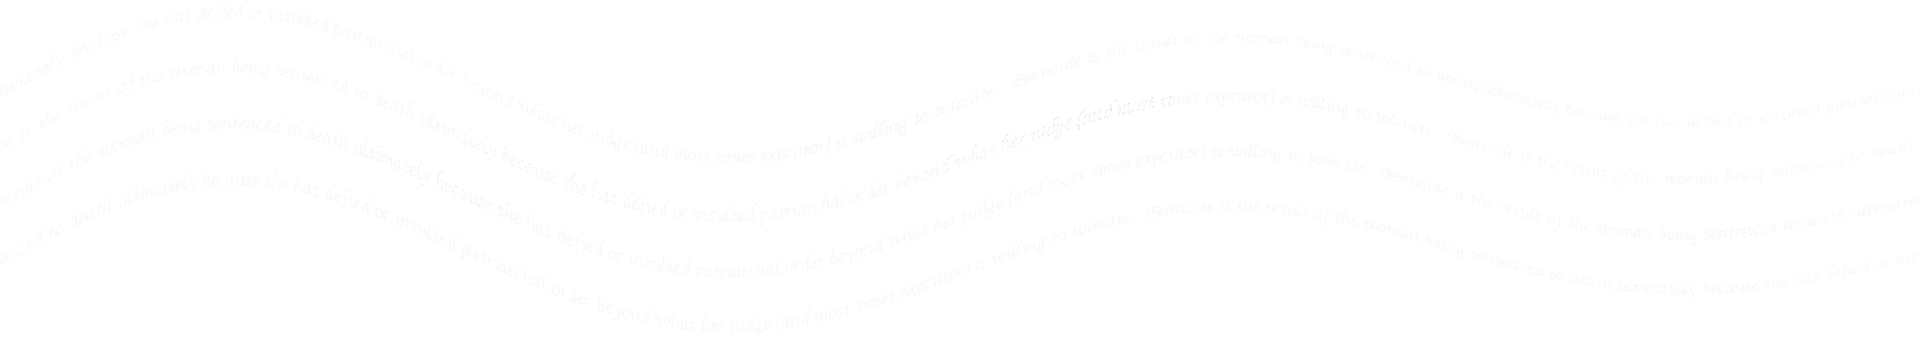 ultimately because she has defied or insulted patriarchal order beyond what her judge (and most times executor) is willing to tolerate. Femicide is the result of the woman being sentenced to death ultimately because she has defied or insulted patriarchal
is the result of the woman being sentenced to death ultimately because she has defied or insulted patriarchal order beyond what her judge (and most times executor) is willing to tolerate. Femicide is the result of the woman being sentenced to death
result of the woman being sentenced to death ultimately because she has defied or insulted patriarchal order beyond what her judge (and most times executor) is willing to tolerate. Femicide is the result of the woman being sentenced to death ultimately
sentenced to death ultimately because she has defied or insulted patriarchal order beyond what her judge (and most times executor) is willing to tolerate. Femicide is the result of the woman being sentenced to death ultimately because she has defied or